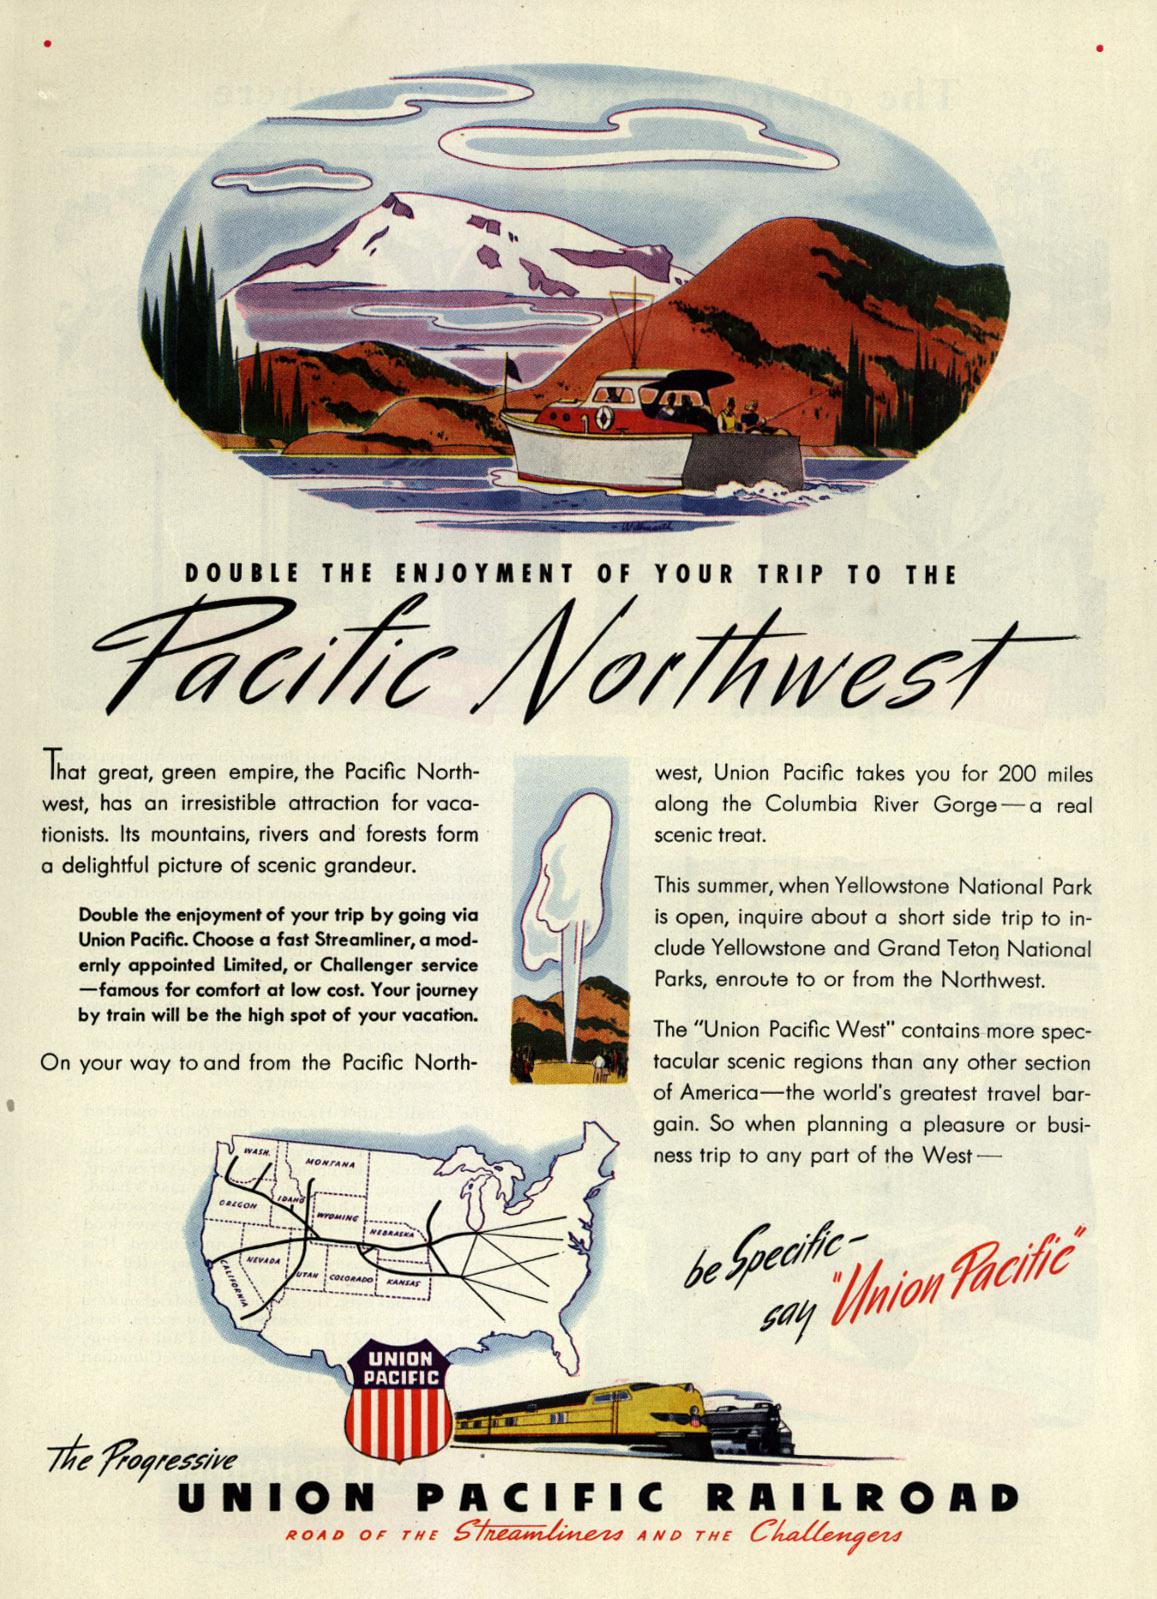 DOUBLE THE ENJOYMENT OF YOUR TRIP TO THE
Pacific Northwest
That great, green empire, the Pacific North-
west, has an irresistible attraction for vaca-
tionists. Its mountains, rivers and forests form
a delightful picture of scenic grandeur.
Double the enjoyment of your trip by going via
Union Pacific. Choose a fast Streamliner, a mod-
ernly appointed Limited, or Challenger service
—famous for comfort at low cost. Your journey
by train will be the high spot of your vacation.
On your way to and from the Pacific North-
west, Union Pacific takes you for 200 miles
along the Columbia River Gorge—a real
scenic treat.
This summer, when Yellowstone National Park
is open, inquire about a short side trip to in-
clude Yellowstone and Grand Teton National
Parks, enroute to or from the Northwest.
The "Union Pacific West" contains more spec-
tacular scenic regions than any other section
of America—the world's greatest travel bar-
gain. So when planning a pleasure or busi-
ness trip to any part of the West—
be Specific—
say "Union Pacific"
WASH.
MONTANA
OREGON
IDAHO
WYOMING
NEBRASKA
NEVADA
UTAH
COLORADO
KANSAS
CALIFORNIA
UNION
PACIFIC
The Progressive
UNION PACIFIC RAILROAD
ROAD OF THE Streamliners AND THE Challengers